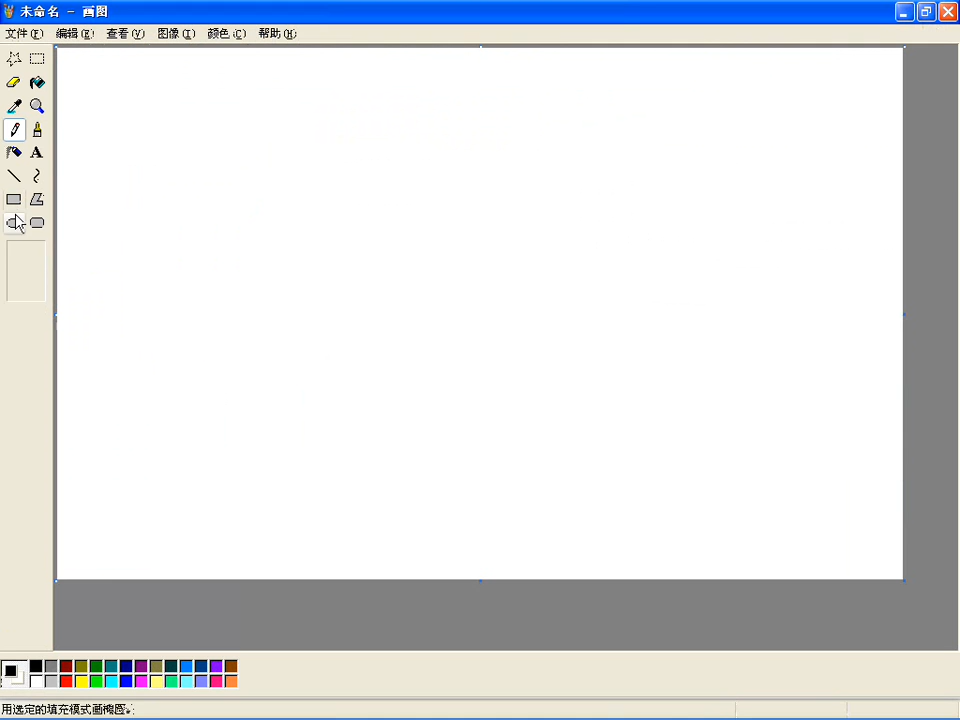 未命名 - 画图
文件(F) 编辑(E) 查看(V) 图像(I) 颜色(C) 帮助(H)
A
用选定的填充模式画椭圆。